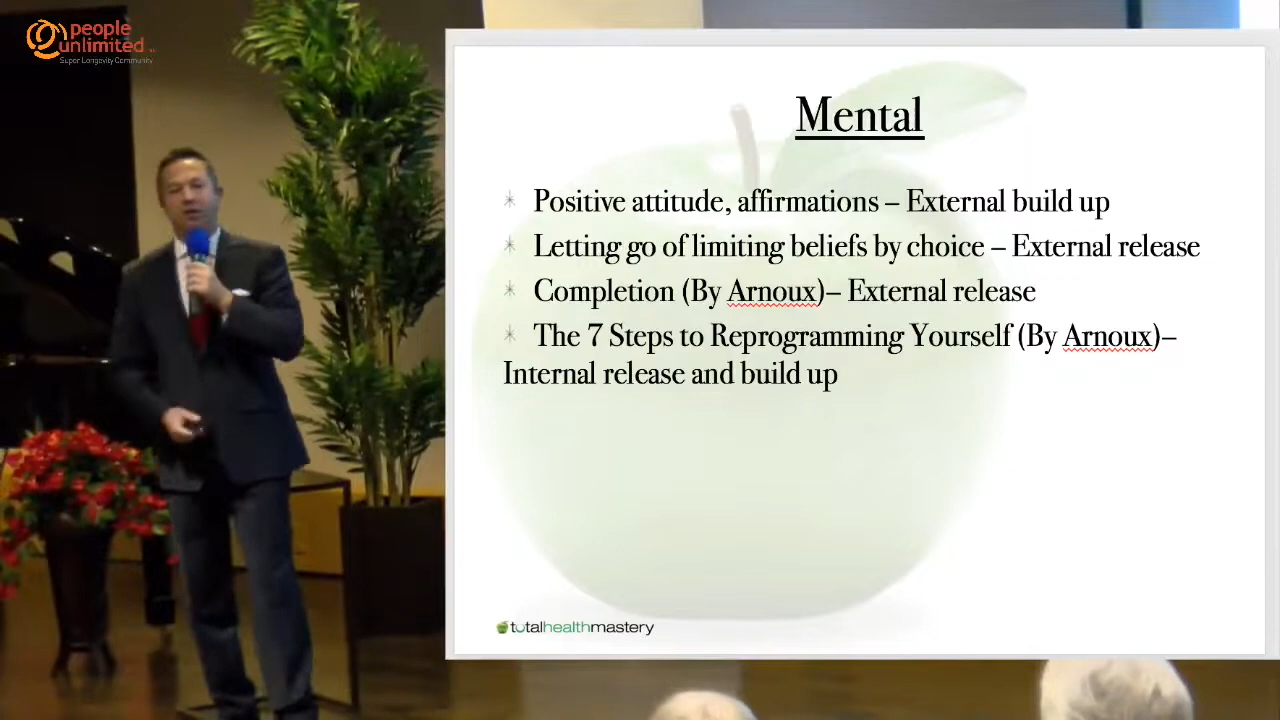 people
unlimited
Super Longevity Community
Mental
Positive attitude, affirmations – External build up
Letting go of limiting beliefs by choice – External release
Completion (By Arnoux)– External release
The 7 Steps to Reprogramming Yourself (By Arnoux)–
Internal release and build up
totalhealthmastery